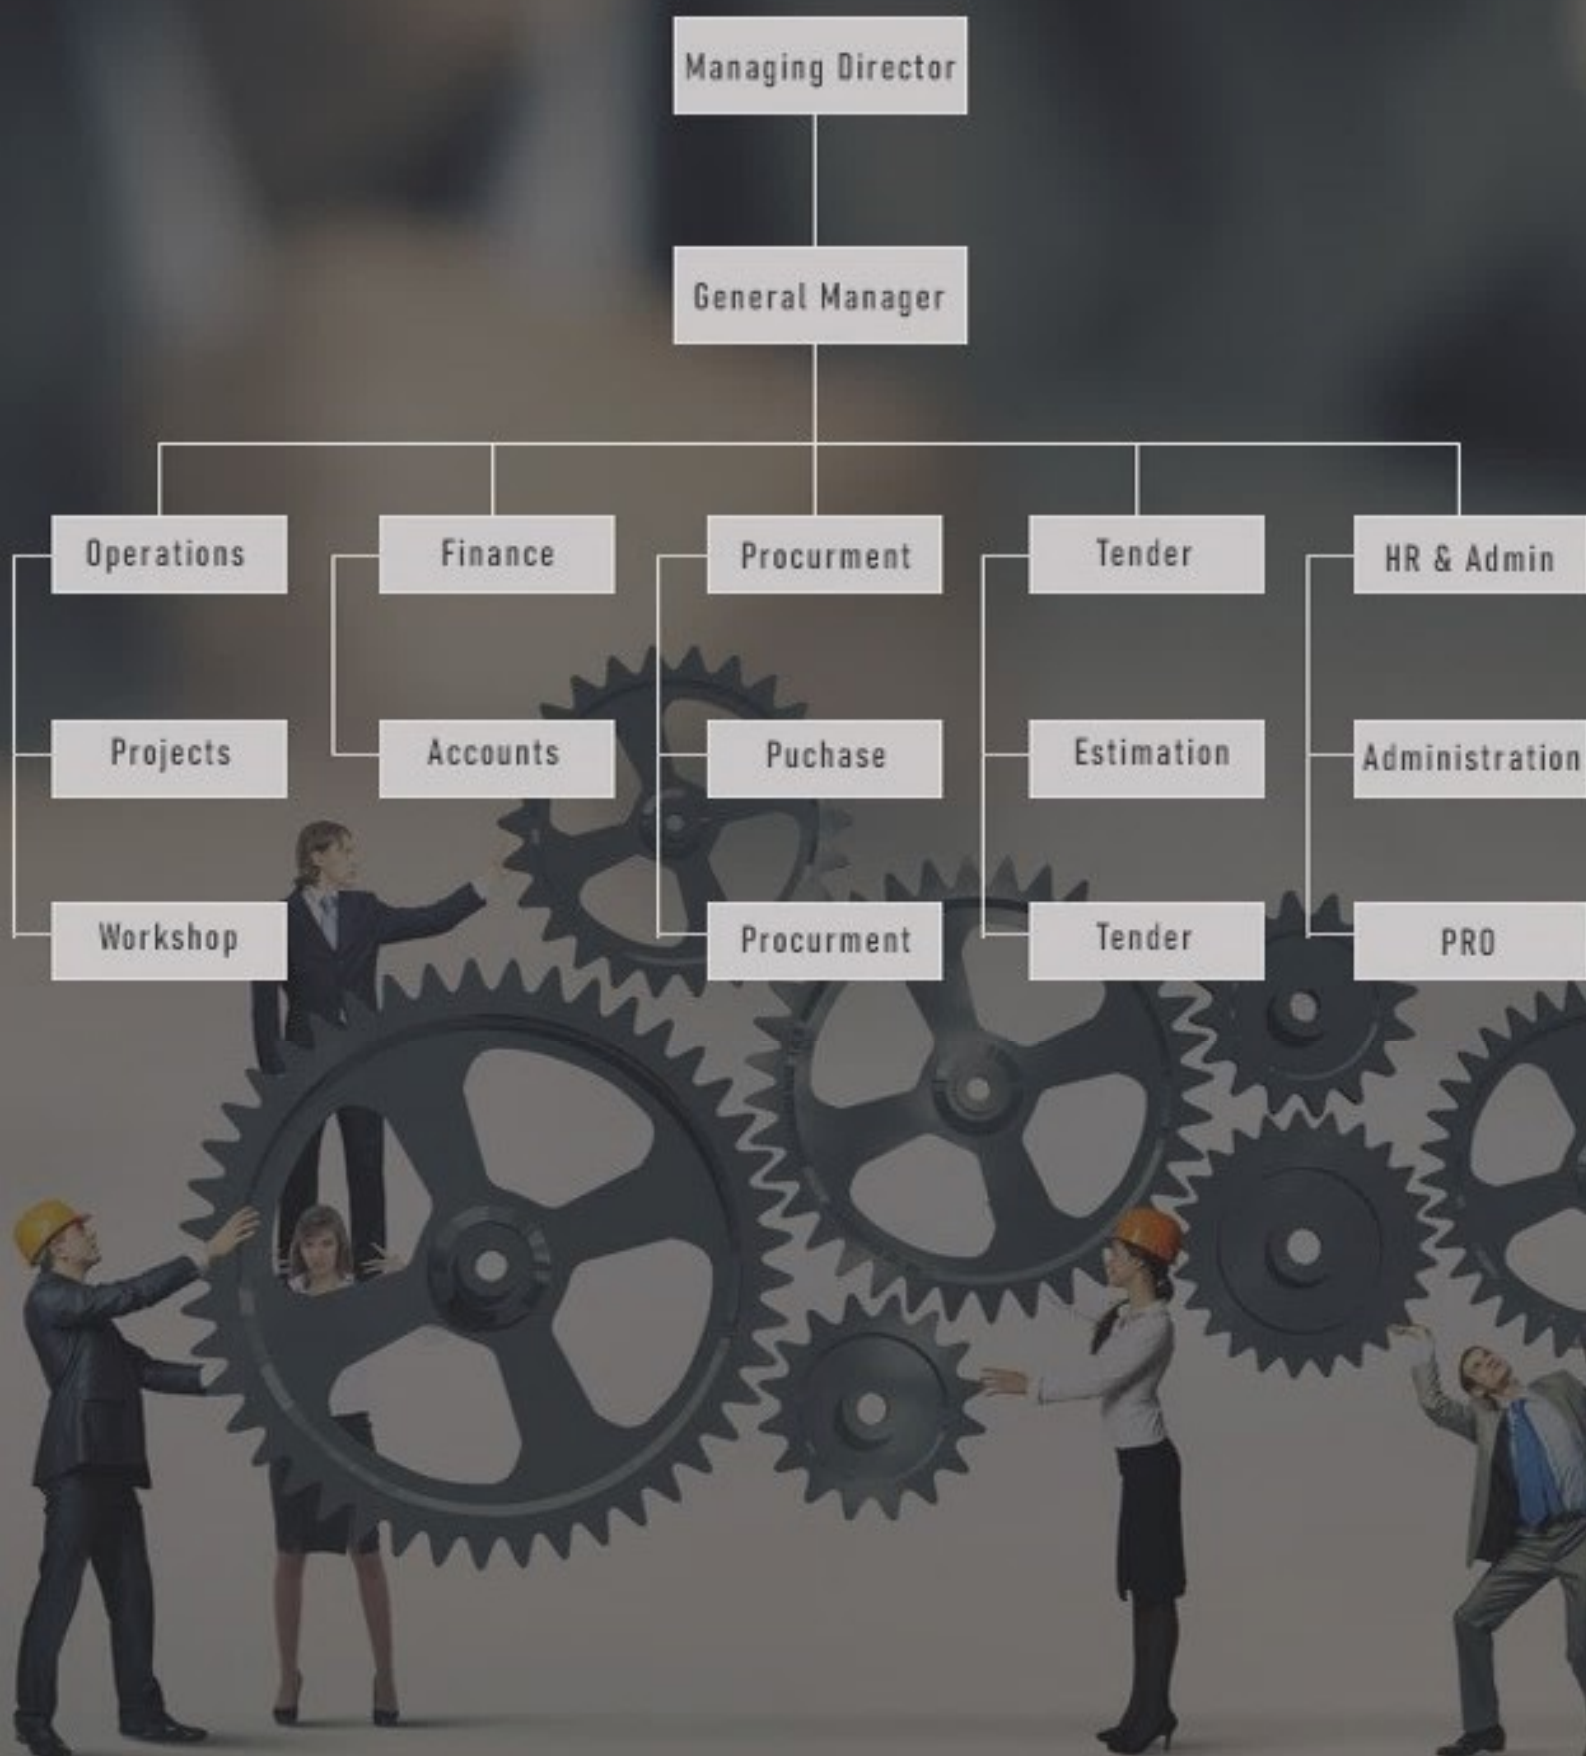 Managing Director
General Manager
Operations
Finance
Procurment
Tender
HR & Admin
Projects
Accounts
Puchase
Estimation
Administration
Workshop
Procurment
Tender
PRO